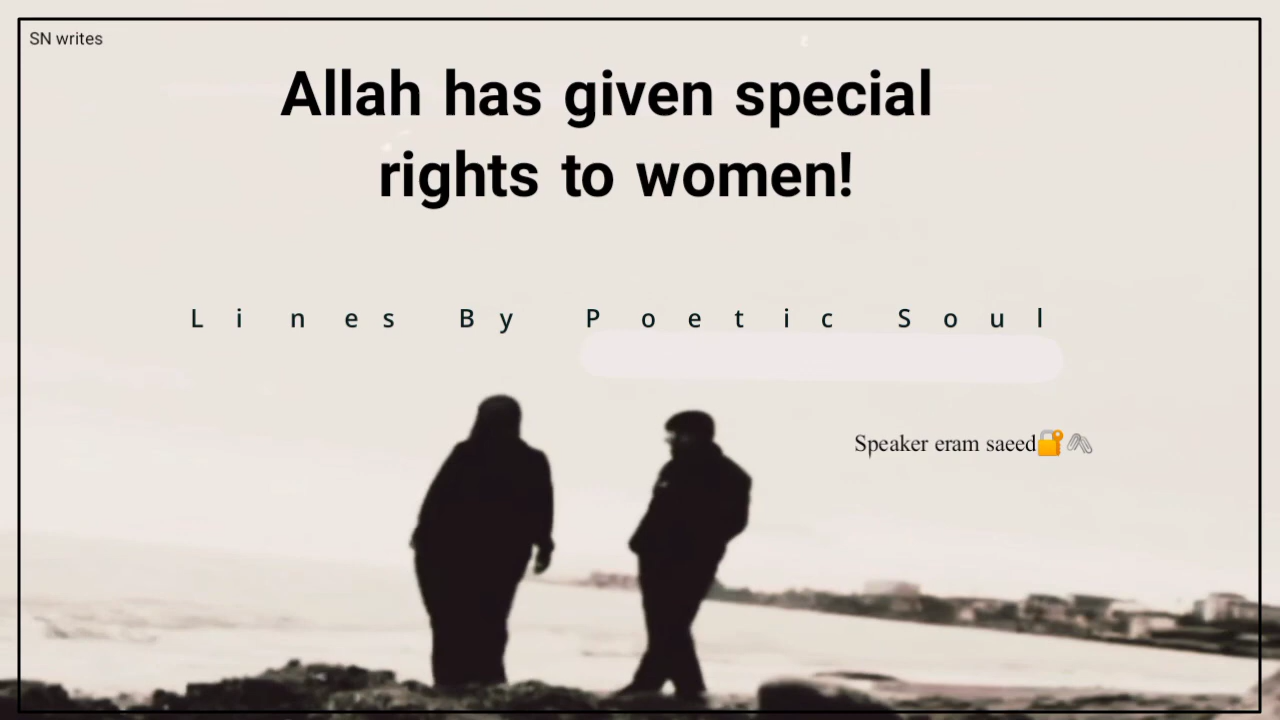 SN writes
Allah has given special
rights to women!
Lines By Poetic Soul
Speaker eram saeed🔐🖇️